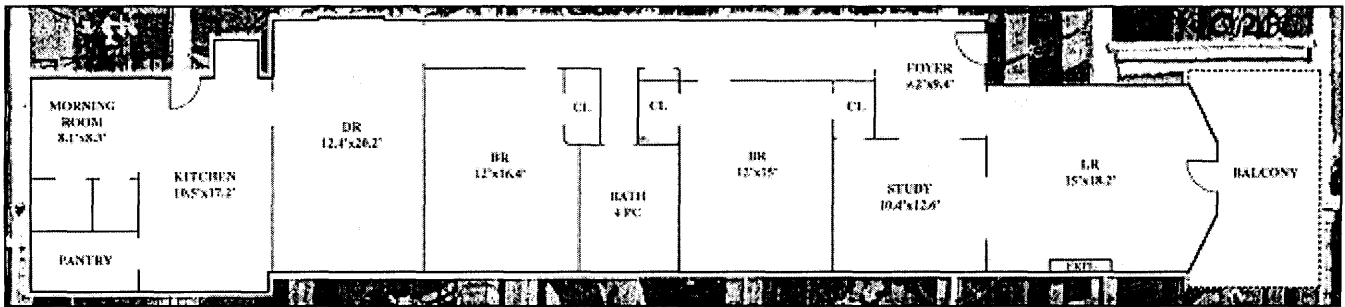 MORNING
ROOM
8.1'x8.3'
KITCHEN
10.5'x17.2'
PANTRY
DR
12.4'x20.2'
BR
12'x16.4'
CL
CL
BATH
4 PC
BR
12'x15'
CL
FOYER
STUDY
10.4'x12.6'
LR
15'x18.2'
BALCONY